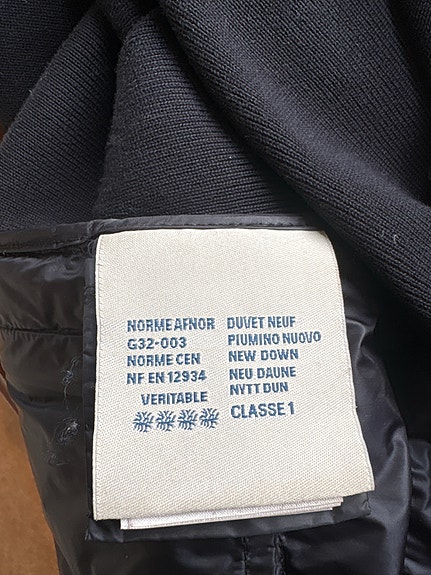 NORME AFNOR
G32-003
NORME CEN
NF EN 12934
VERITABLE
DUVET NEUF
PIUMINO NUOVO
NEW DOWN
NEU DAUNE
NYTT DUN
CLASSE 1